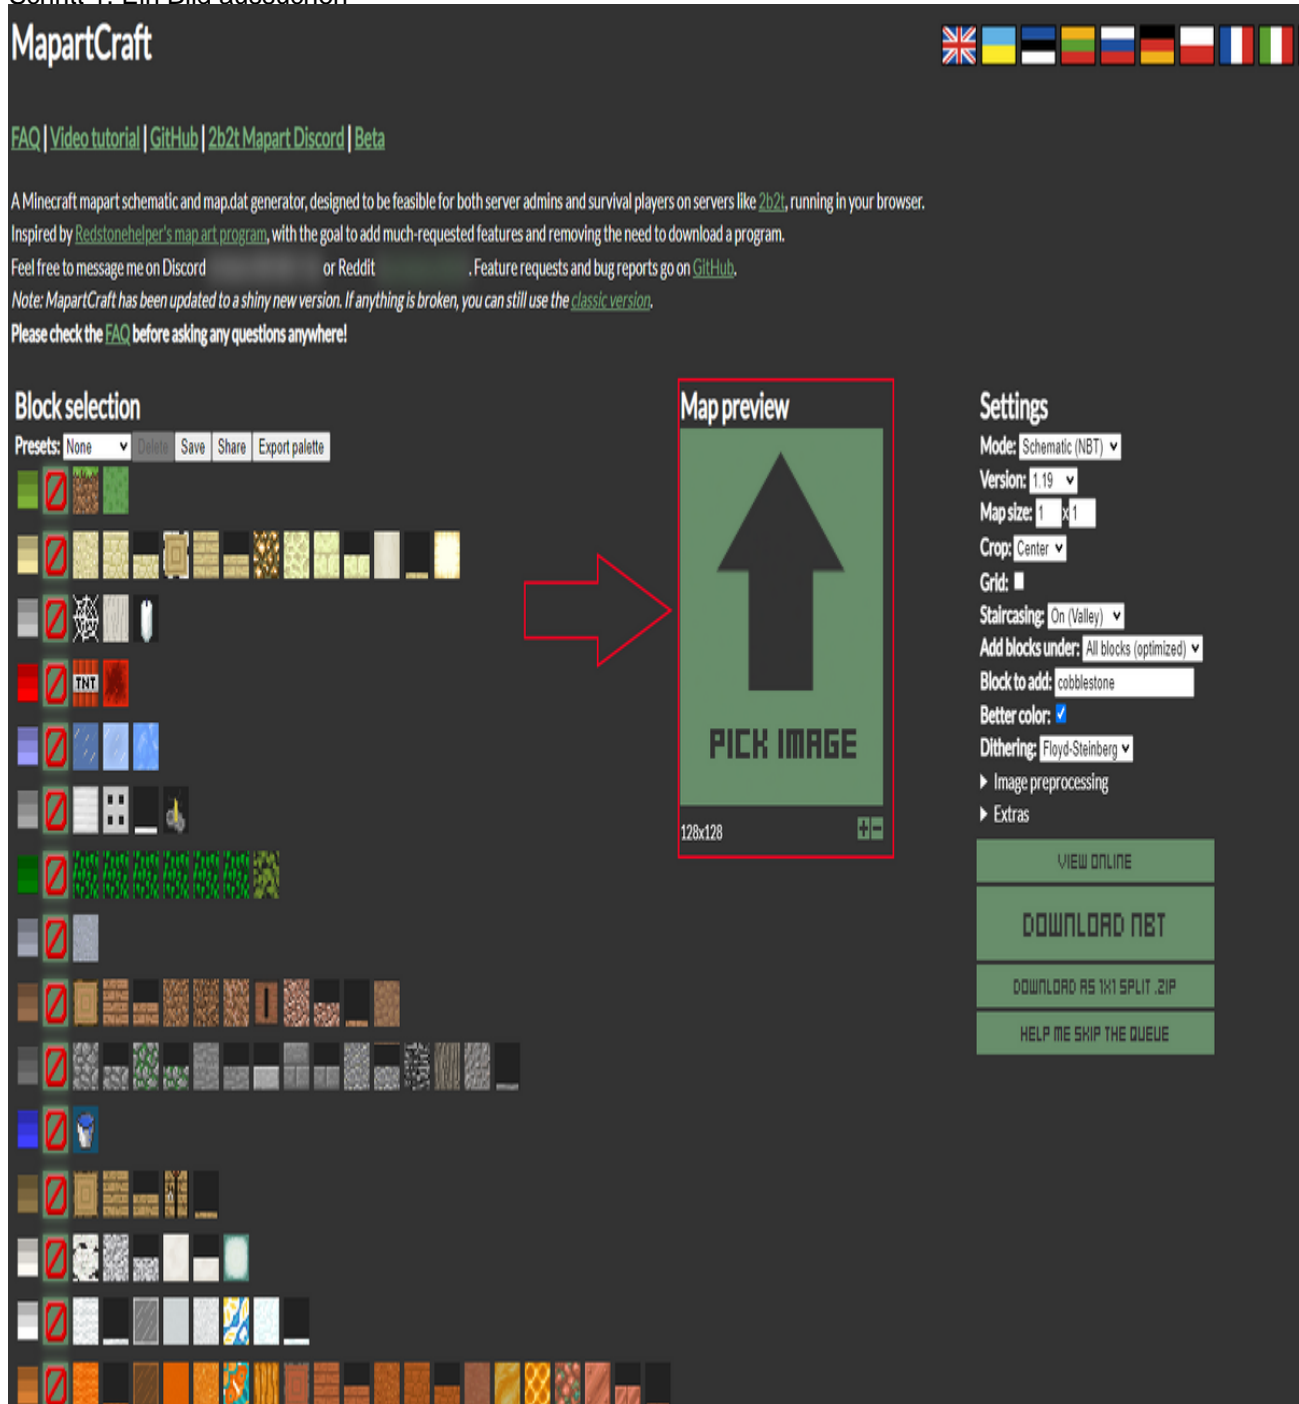 Schritt 1: Ein Bild aussuchen
MapartCraft
FAQ | Video tutorial | GitHub | 2b2t Mapart Discord | Beta
A Minecraft mapart schematic and map.dat generator, designed to be feasible for both server admins and survival players on servers like 2b2t, running in your browser.
Inspired by Redstonehelper's map art program, with the goal to add much-requested features and removing the need to download a program.
Feel free to message me on Discord or Reddit . Feature requests and bug reports go on GitHub.
Note: MapartCraft has been updated to a shiny new version. If anything is broken, you can still use the classic version.
Please check the FAQ before asking any questions anywhere!
Block selection
Presets: None Delete Save Share Export palette
TNT
Map preview
PICK IMAGE
128x128
Settings
Mode: Schematic (NBT)
Version: 1.19
Map size: 1 x 1
Crop: Center
Grid:
Staircasing: On (Valley)
Add blocks under: All blocks (optimized)
Block to add: cobblestone
Better color:
Dithering: Floyd-Steinberg
Image preprocessing
Extras
VIEW ONLINE
DOWNLOAD NBT
DOWNLOAD AS 1X1 SPLIT .ZIP
HELP ME SKIP THE QUEUE